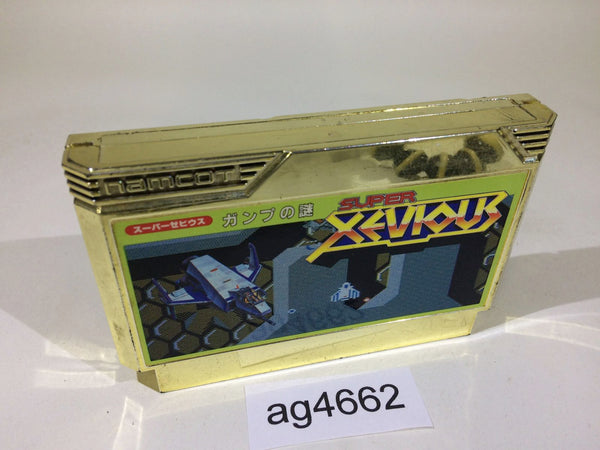 namcot
スーパーゼビウス
ガンプの謎
SUPER
XEVIOUS
ag4662